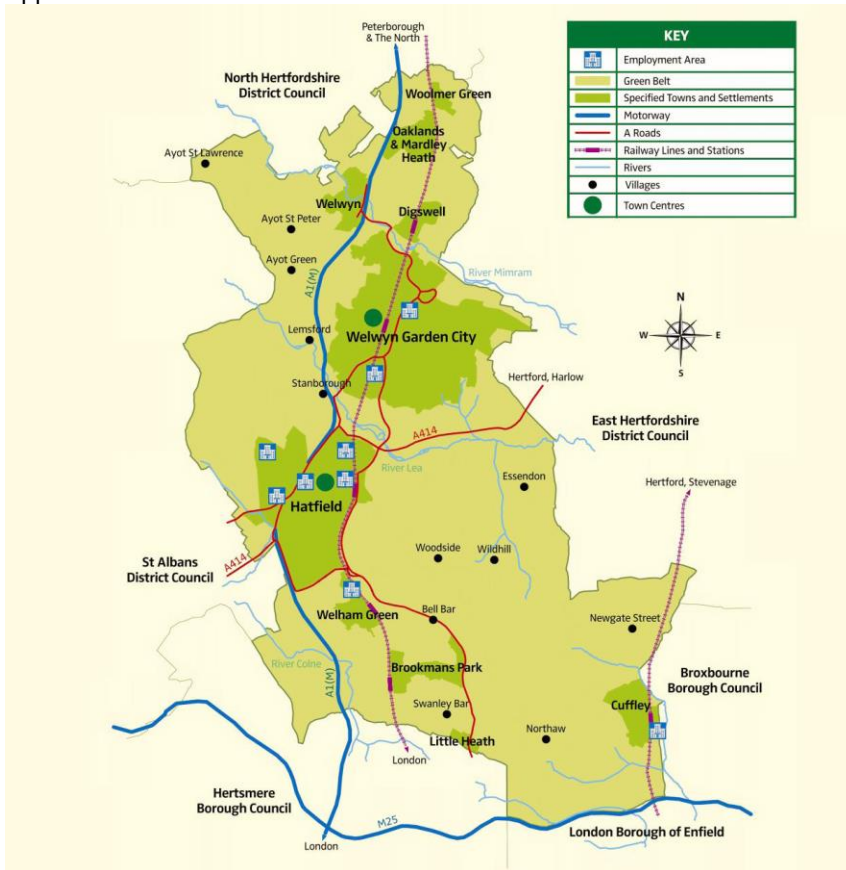 Peterborough
& The North
KEY
Employment Area
Green Belt
Specified Towns and Settlements
Motorway
A Roads
Railway Lines and Stations
Rivers
Villages
Town Centres
North Hertfordshire
District Council
Woolmer Green
Oaklands
& Mardley
Heath
Ayot St Lawrence
Welwyn
Digswell
Ayot St Peter
Ayot Green
A1(M)
River Mimram
Lemsford
Welwyn Garden City
N
W
E
S
Stanborough
Hertford, Harlow
A414
East Hertfordshire
District Council
River Lea
Essendon
Hertford, Stevenage
Hatfield
St Albans
District Council
A414
Woodside
Wildhill
Welham Green
Bell Bar
Newgate Street
River Colne
A1(M)
Brookmans Park
Broxbourne
Borough Council
Swanley Bar
Cuffley
Little Heath
Northaw
London
Hertsmere
Borough Council
M25
London
London Borough of Enfield